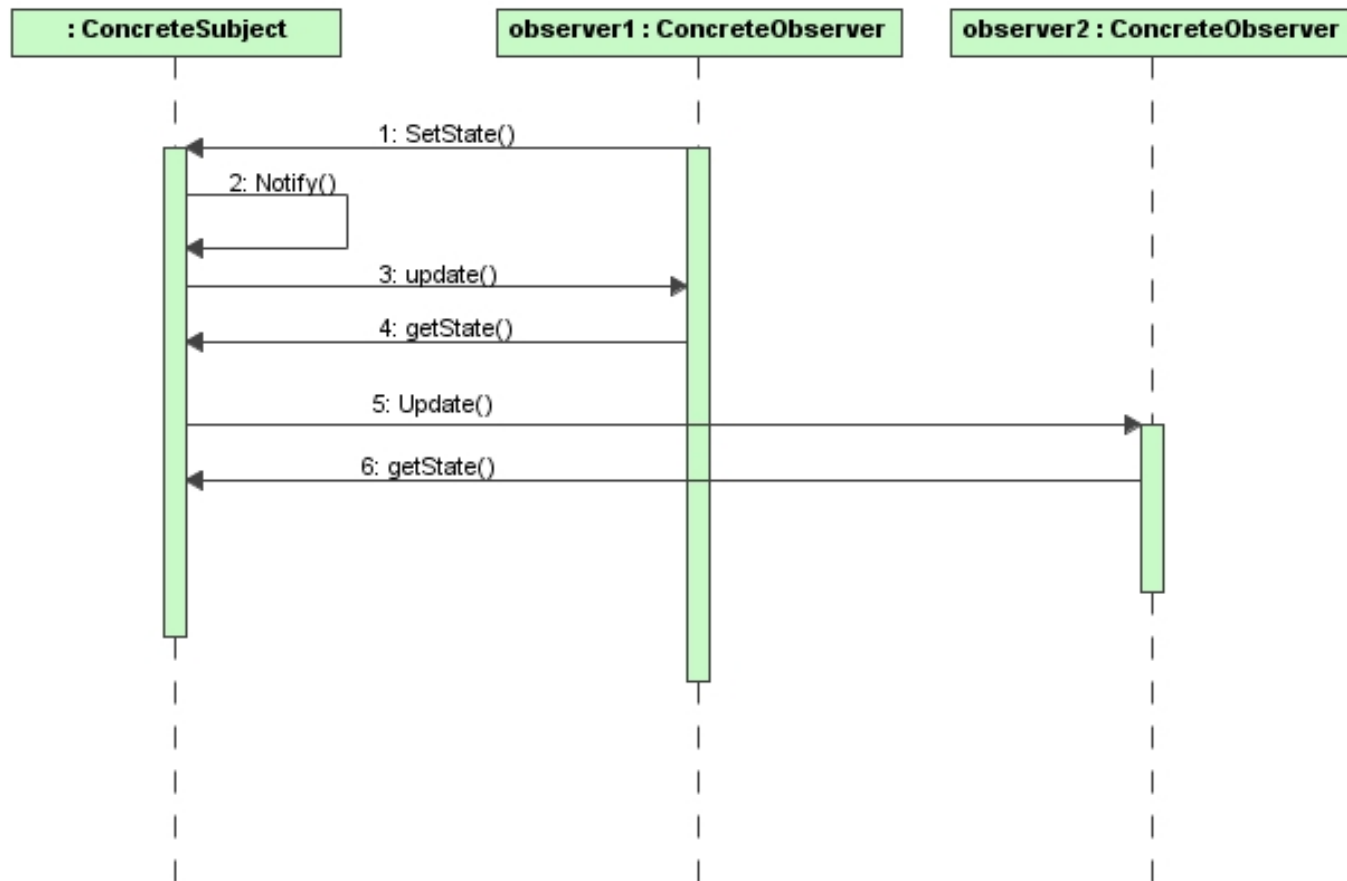 : ConcreteSubject
observer1 : ConcreteObserver
observer2 : ConcreteObserver
1: SetState()
2: Notify()
3: update()
4: getState()
5: Update()
6: getState()